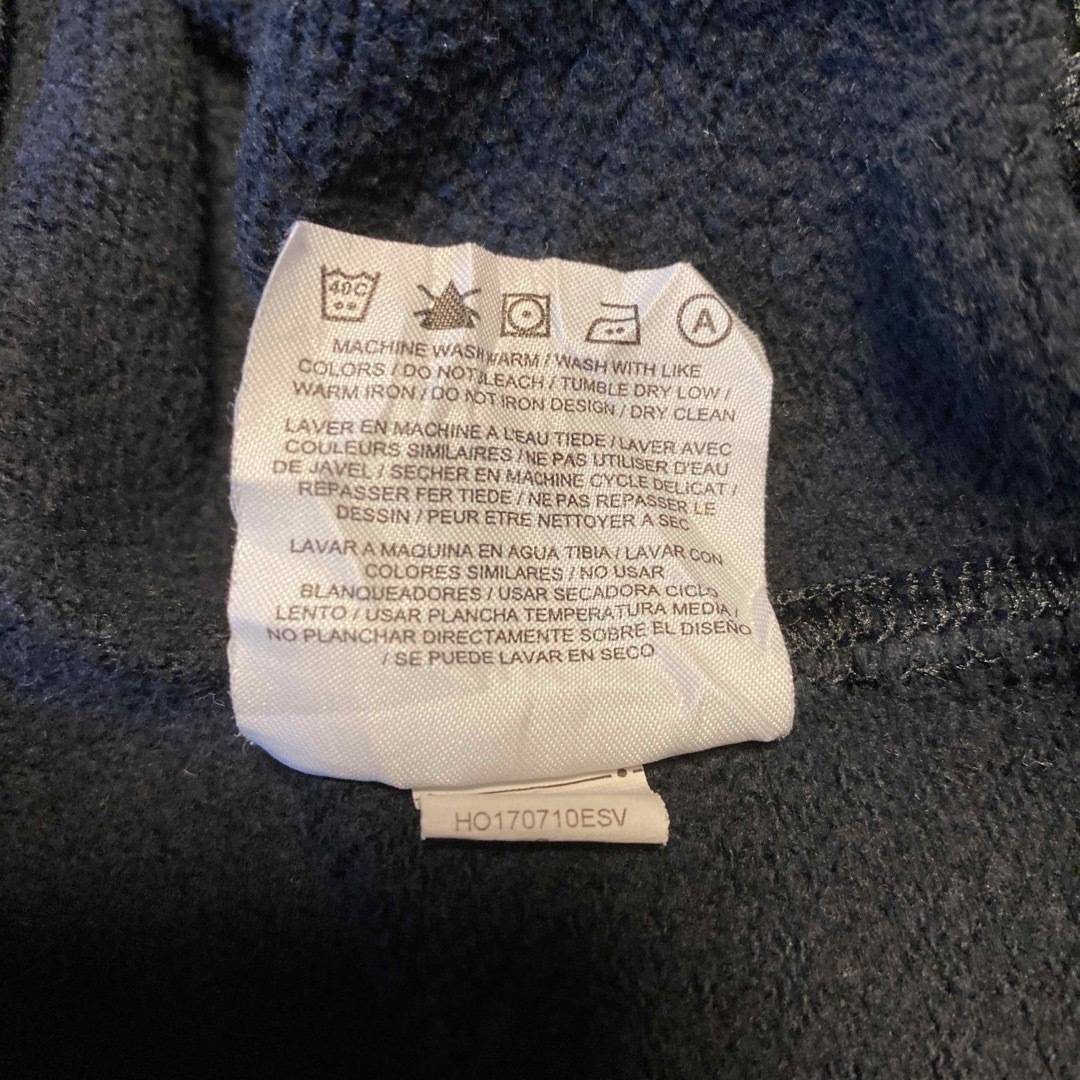 40C
A
MACHINE WASH WARM / WASH WITH LIKE
COLORS / DO NOT BLEACH / TUMBLE DRY LOW /
WARM IRON / DO NOT IRON DESIGN / DRY CLEAN
LAVER EN MACHINE A L'EAU TIEDE / LAVER AVEC
COULEURS SIMILAIRES / NE PAS UTILISER D'EAU
DE JAVEL / SECHER EN MACHINE CYCLE DELICAT /
REPASSER FER TIEDE / NE PAS REPASSER LE
DESSIN / PEUR ETRE NETTOYER A SEC
LAVAR A MAQUINA EN AGUA TIBIA / LAVAR CON
COLORES SIMILARES / NO USAR
BLANQUEADORES / USAR SECADORA CICLO
LENTO / USAR PLANCHA TEMPERATURA MEDIA /
NO PLANCHAR DIRECTAMENTE SOBRE EL DISEÑO
/ SE PUEDE LAVAR EN SECO
HO170710ESV